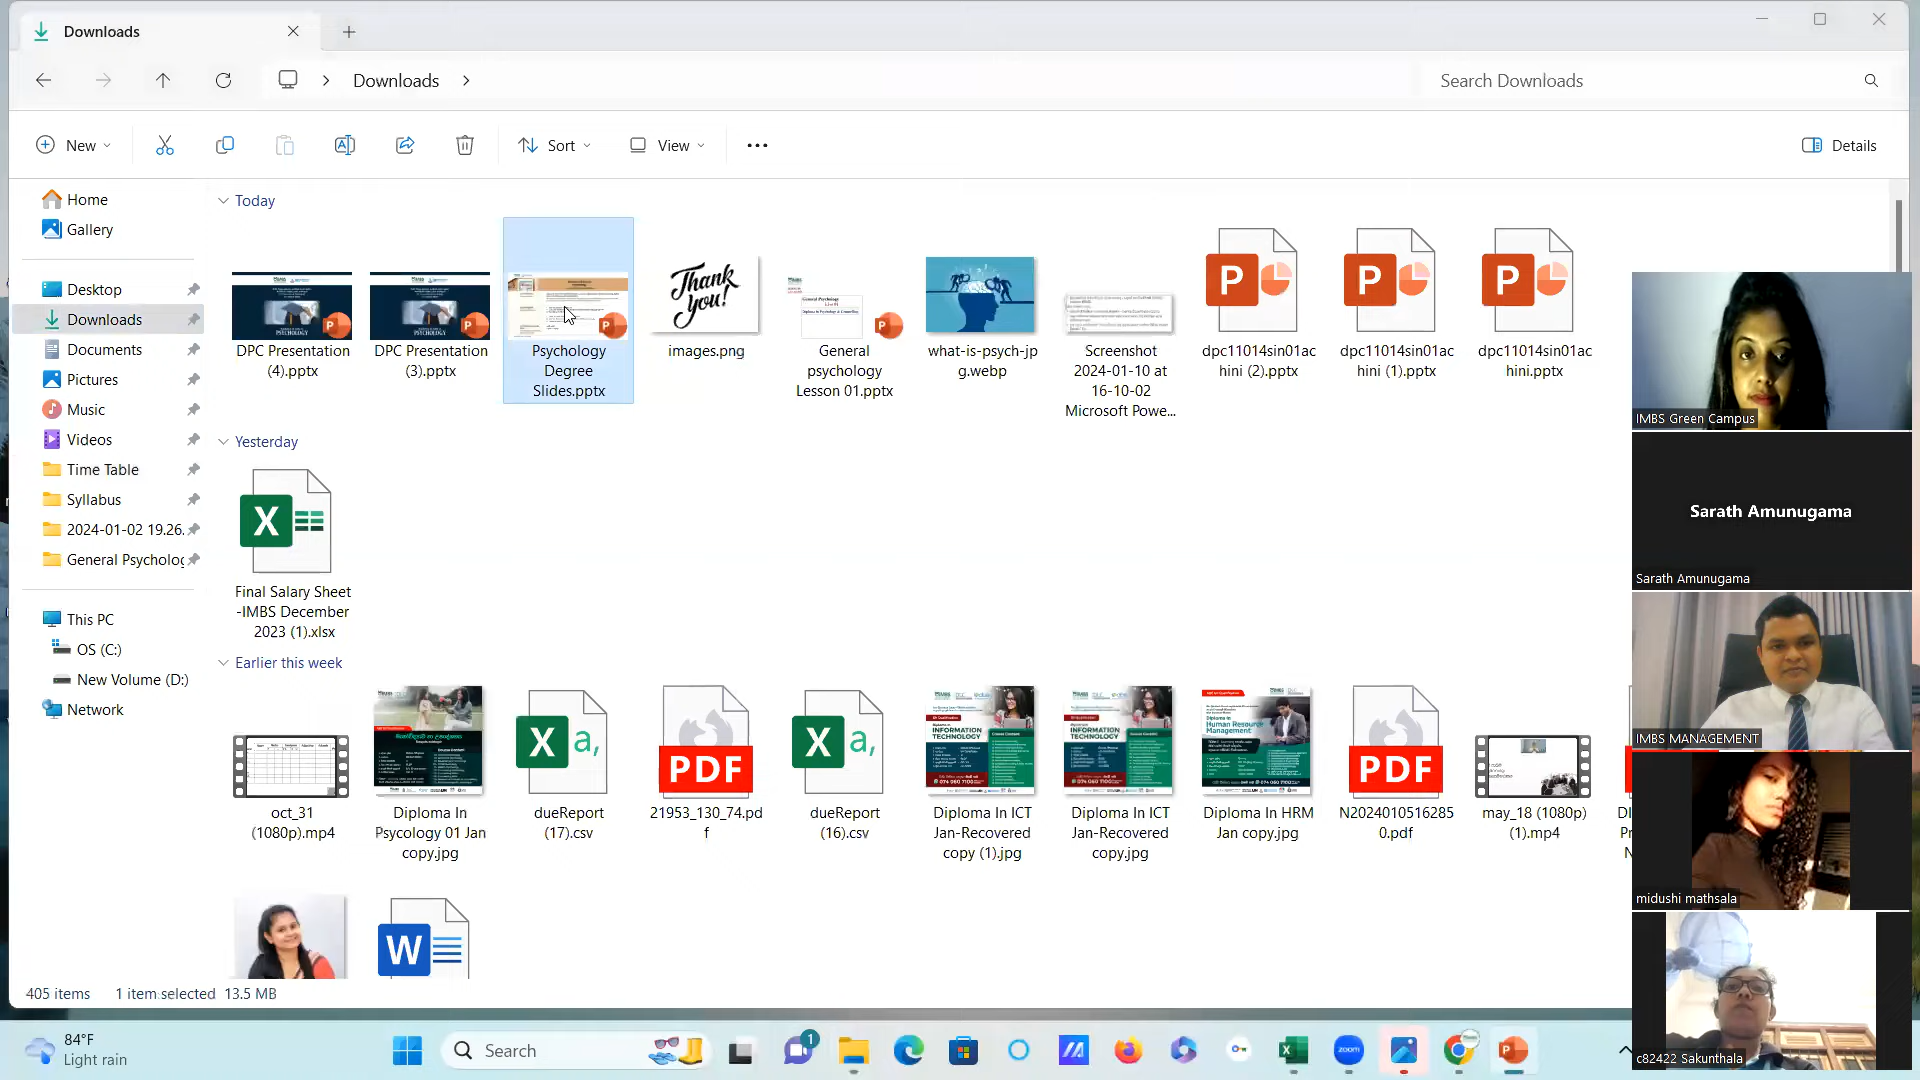 Downloads
Downloads
Search Downloads
New
Sort
View
Details
Home
Gallery
Desktop
Downloads
Documents
Pictures
Music
Videos
Time Table
Syllabus
2024-01-02 19.26.
General Psycholog
This PC
OS (C:)
New Volume (D:)
Network
Today
DPC Presentation
(4).pptx
DPC Presentation
(3).pptx
Psychology
Degree
Slides.pptx
Thank
you!
images.png
General
psychology
Lesson 01.pptx
what-is-psych-jp
g.webp
Screenshot
2024-01-10 at
16-10-02
Microsoft Powe...
dpc11014sin01ac
hini (2).pptx
dpc11014sin01ac
hini (1).pptx
dpc11014sin01ac
hini.pptx
Yesterday
Final Salary Sheet
-IMBS December
2023 (1).xlsx
Earlier this week
oct_31
(1080p).mp4
Diploma In
Psycology 01 Jan
copy.jpg
dueReport
(17).csv
PDF
21953_130_74.pd
f
dueReport
(16).csv
Diploma In ICT
Jan-Recovered
copy (1).jpg
Diploma In ICT
Jan-Recovered
copy.jpg
Diploma In HRM
Jan copy.jpg
PDF
N2024010516285
0.pdf
may_18 (1080p)
(1).mp4
405 items
1 item selected
13.5 MB
IMBS Green Campus
Sarath Amunugama
Sarath Amunugama
IMBS MANAGEMENT
midushi mathsala
c82422 Sakunthala
84°F
Light rain
Search
1
zoom